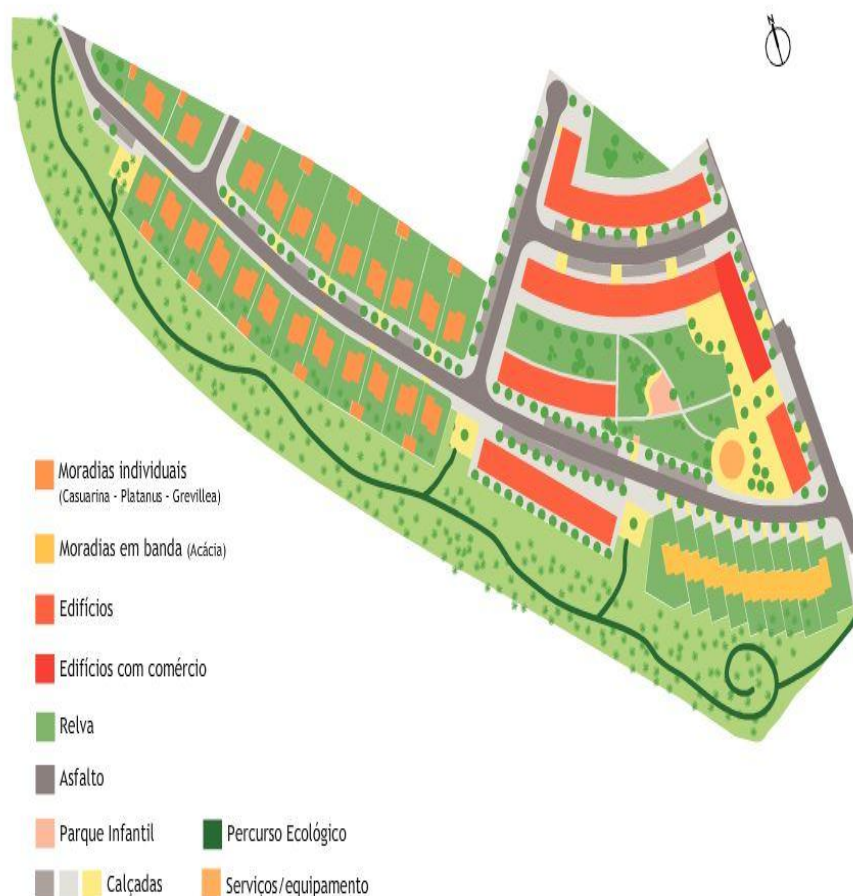 N
Moradias individuais
(Casuarina - Platanus - Grevillea)
Moradias em banda (Acácia)
Edifícios
Edifícios com comércio
Relva
Asfalto
Parque Infantil
Percurso Ecológico
Calçadas
Serviços/equipamento